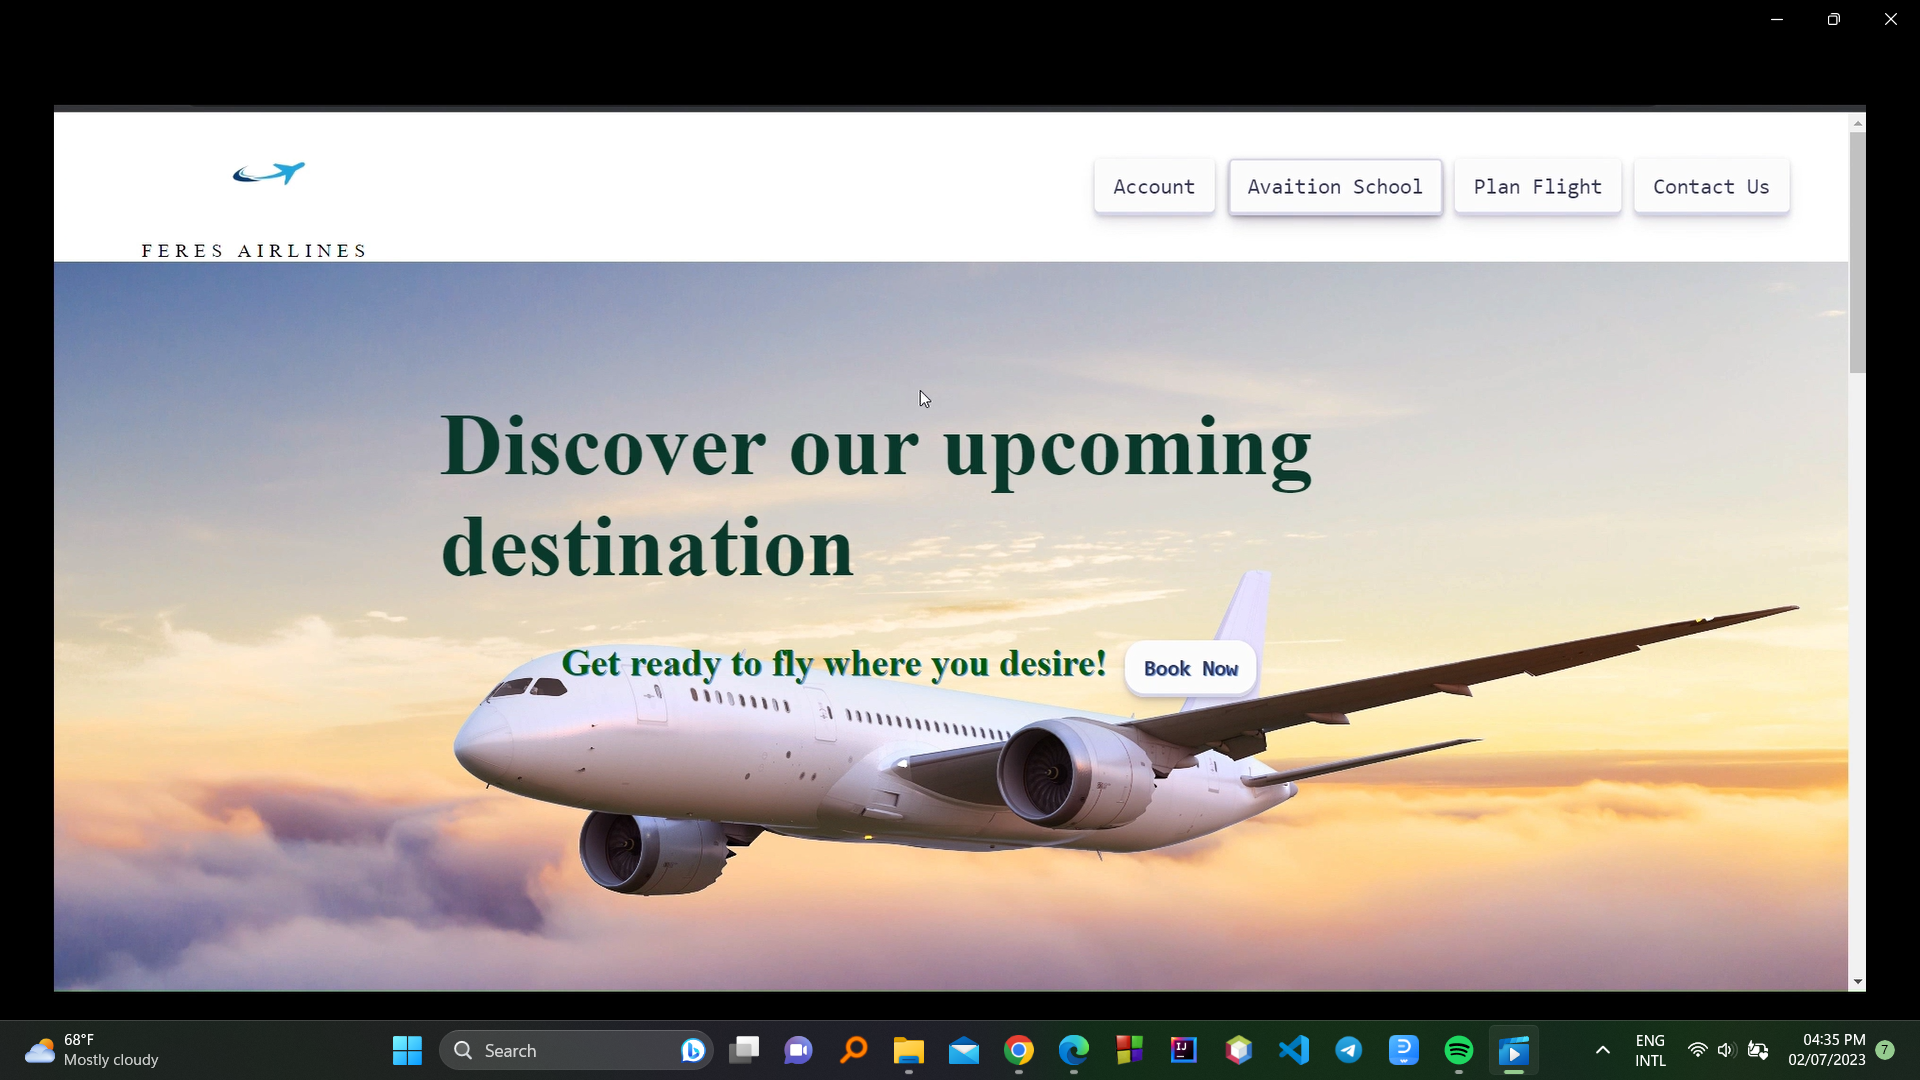 Account
Avaition School
Plan Flight
Contact Us
FERES AIRLINES
Discover our upcoming
destination
Get ready to fly where you desire!
Book Now
68°F
Mostly cloudy
Search
IJ
ENG
INTL
04:35 PM
02/07/2023
7